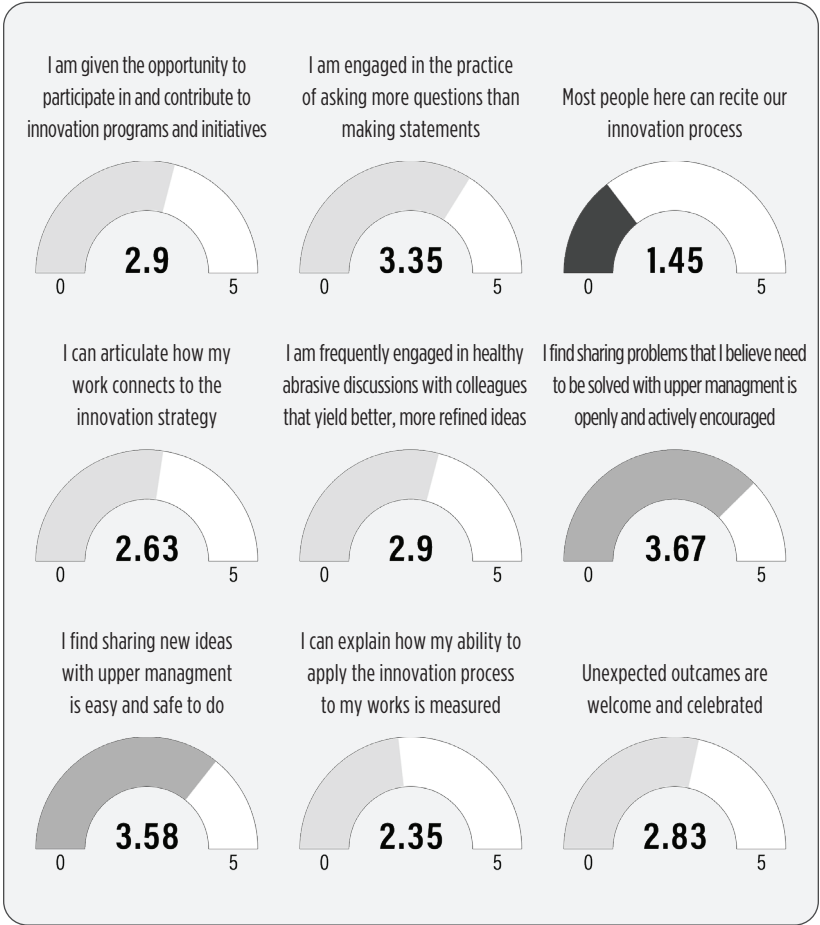 I am given the opportunity to
participate in and contribute to
innovation programs and initiatives
2.9
0
5
I am engaged in the practice
of asking more questions than
making statements
3.35
0
5
Most people here can recite our
innovation process
1.45
0
5
I can articulate how my
work connects to the
innovation strategy
2.63
0
5
I am frequently engaged in healthy
abrasive discussions with colleagues
that yield better, more refined ideas
2.9
0
5
I find sharing problems that I believe need
to be solved with upper managment is
openly and actively encouraged
3.67
0
5
I find sharing new ideas
with upper managment
is easy and safe to do
3.58
0
5
I can explain how my ability to
apply the innovation process
to my works is measured
2.35
0
5
Unexpected outcames are
welcome and celebrated
2.83
0
5